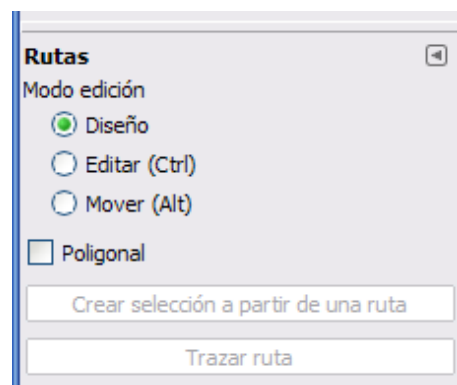 Rutas
Modo edición
Diseño
Editar (Ctrl)
Mover (Alt)
Poligonal
Crear selección a partir de una ruta
Trazar ruta